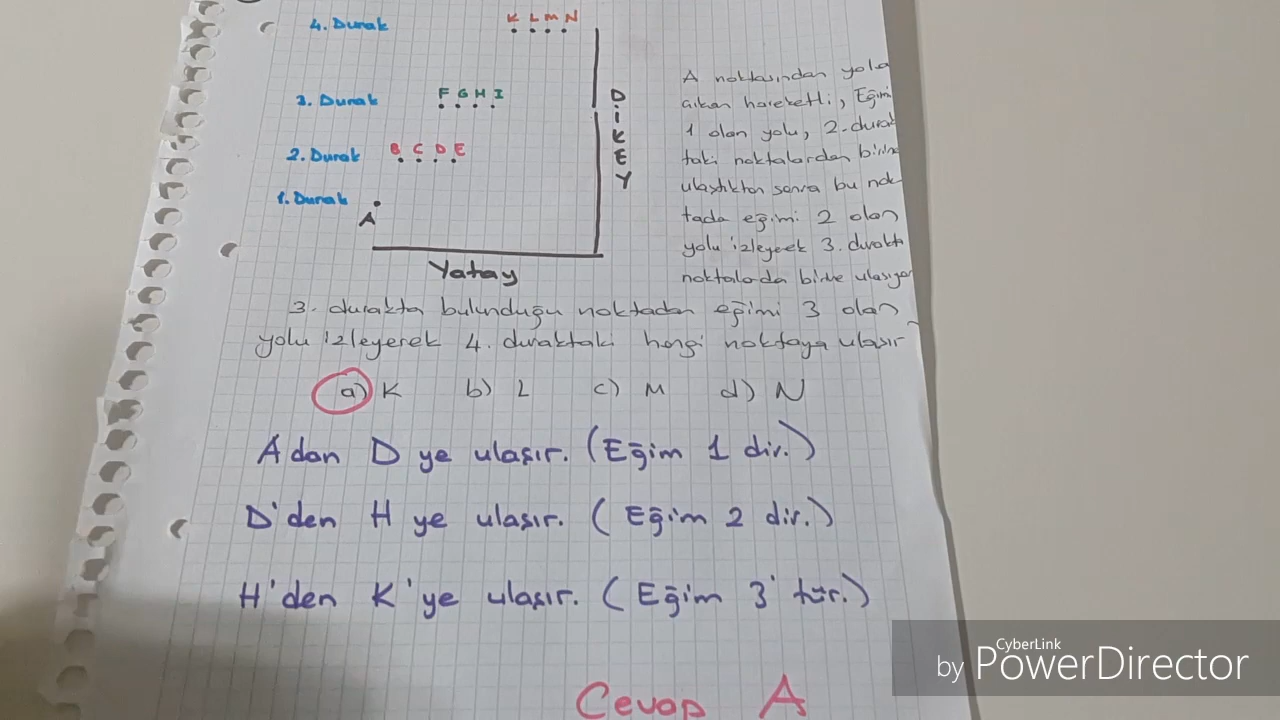 4. Durak
K L M N
3. Durak
F G H I
2. Durak
B C D E
1. Durak
A
Yatay
DİKEY
A noktasından yola
çıkan hareketli, Eğimi
1 olan yolu, 2. durak
taki noktalardan birine
ulaştıktan sonra bu nok
tada eğimi 2 olan
yolu izleyerek 3. durakta
noktalarda birine ulaşıyor
3. durakta bulunduğu noktadan eğimi 3 olan
yolu izleyerek 4. duraktaki hangi noktaya ulaşır
a) K b) L c) M d) N
A dan D ye ulaşır. (Eğim 1 dir.)
D'den H ye ulaşır. (Eğim 2 dir.)
H'den K'ye ulaşır. (Eğim 3' tür.)
Cevap A
CyberLink
by PowerDirector